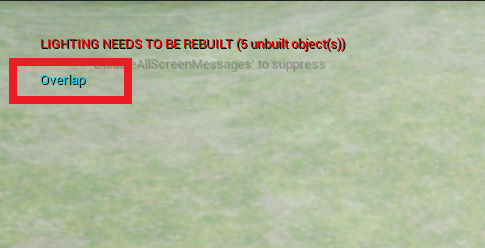 LIGHTING NEEDS TO BE REBUILT (5 unbuilt object(s))
'DisableAllScreenMessages' to suppress
Overlap